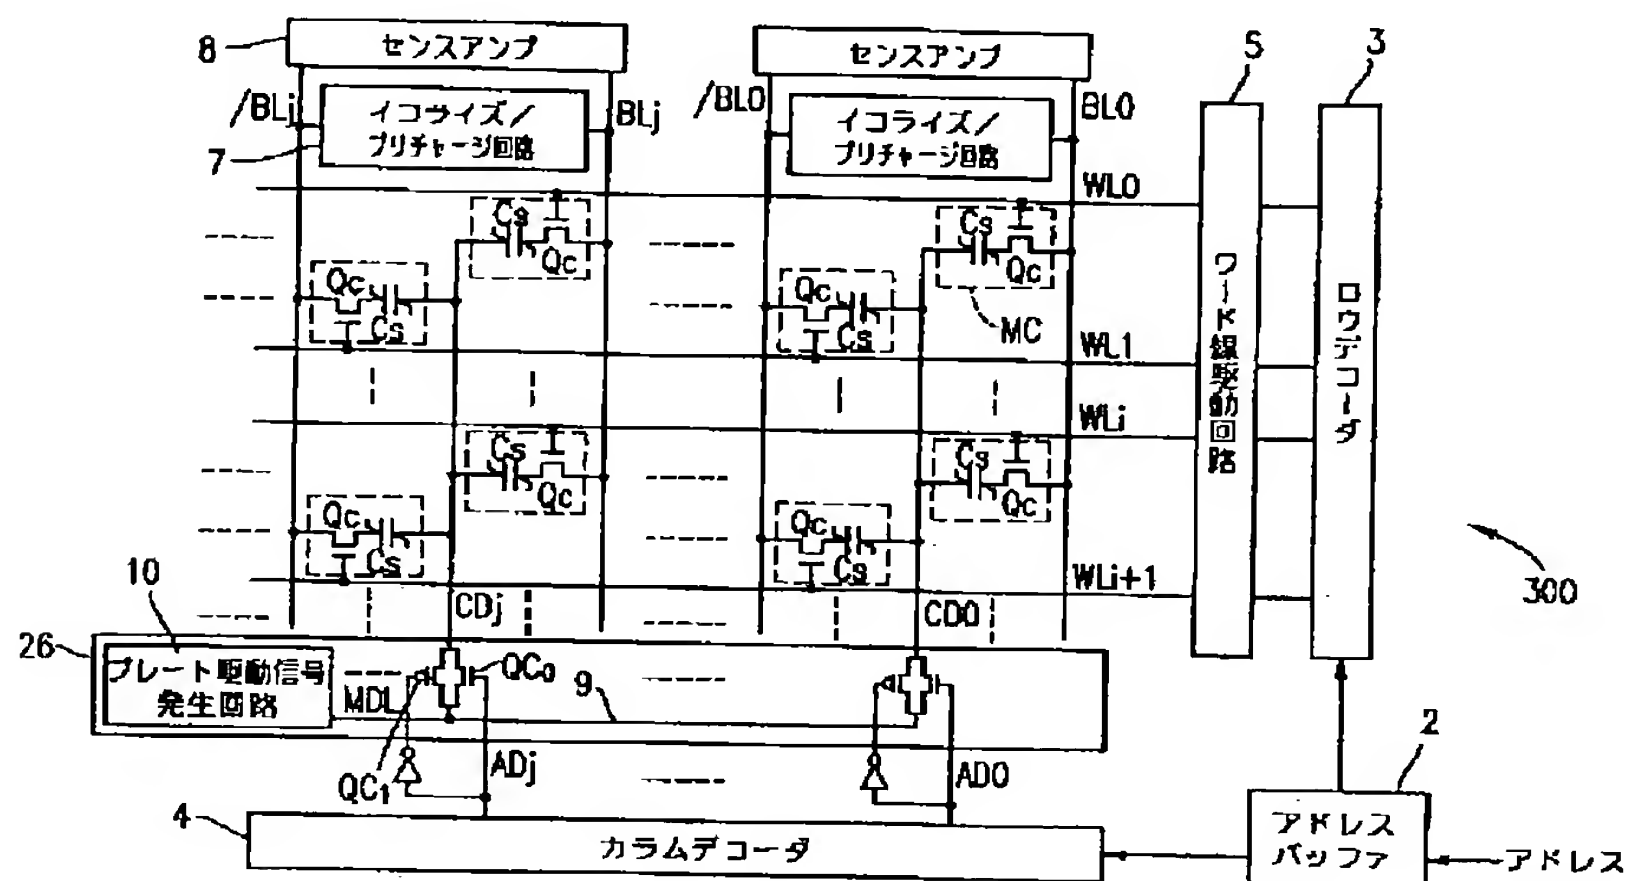 8
センスアンプ
センスアンプ
5
3
/BLj
イコライズ/
プリチャージ回路
BLj
/BL0
イコライズ/
プリチャージ回路
BL0
7
WL0
Cs
Qc
Cs
Qc
Qc
Cs
Qc
Cs
MC
WL1
ワード線駆動回路
ロウデコーダ
WLi
Cs
Qc
Cs
Qc
Qc
Cs
Qc
Cs
WLi+1
300
10
CDj
CD0
26
プレート駆動信号
発生回路
MDL
QC0
9
QC1
ADj
AD0
2
4
カラムデコーダ
アドレス
バッファ
アドレス